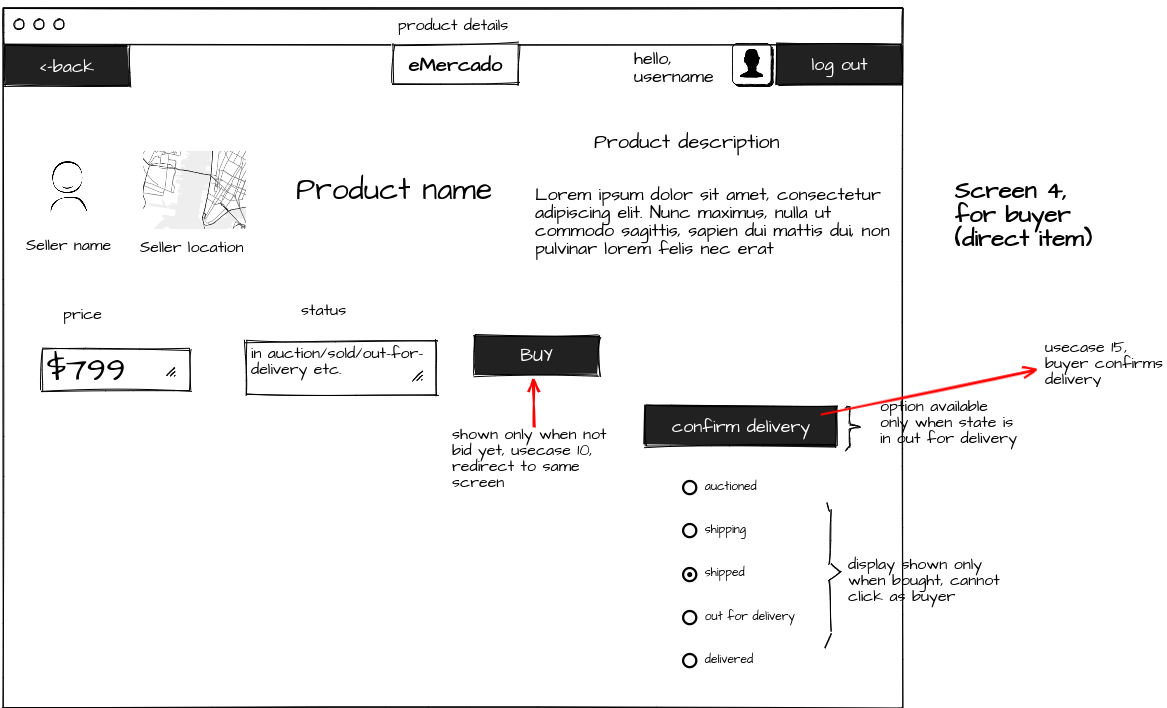 product details
<-back
eMercado
hello,
username
log out
Product description
Product name
Lorem ipsum dolor sit amet, consectetur
adipiscing elit. Nunc maximus, nulla ut
commodo sagittis, sapien dui mattis dui, non
pulvinar lorem felis nec erat
Screen 4,
for buyer
(direct item)
Seller name
Seller location
price
status
$799
in auction/sold/out-for-
delivery etc.
BUY
usecase 15,
buyer confirms
delivery
shown only when not
bid yet, usecase 10,
redirect to same
screen
confirm delivery
option available
only when state is
in out for delivery
auctioned
shipping
shipped
out for delivery
delivered
display shown only
when bought, cannot
click as buyer